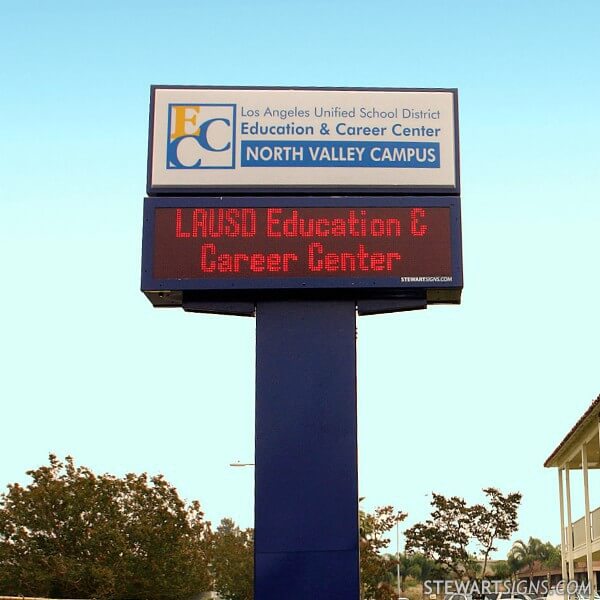 ECC
Los Angeles Unified School District
Education & Career Center
NORTH VALLEY CAMPUS
LAUSD Education &
Career Center
STEWARTSIGNS.COM
STEWARTSIGNS.COM